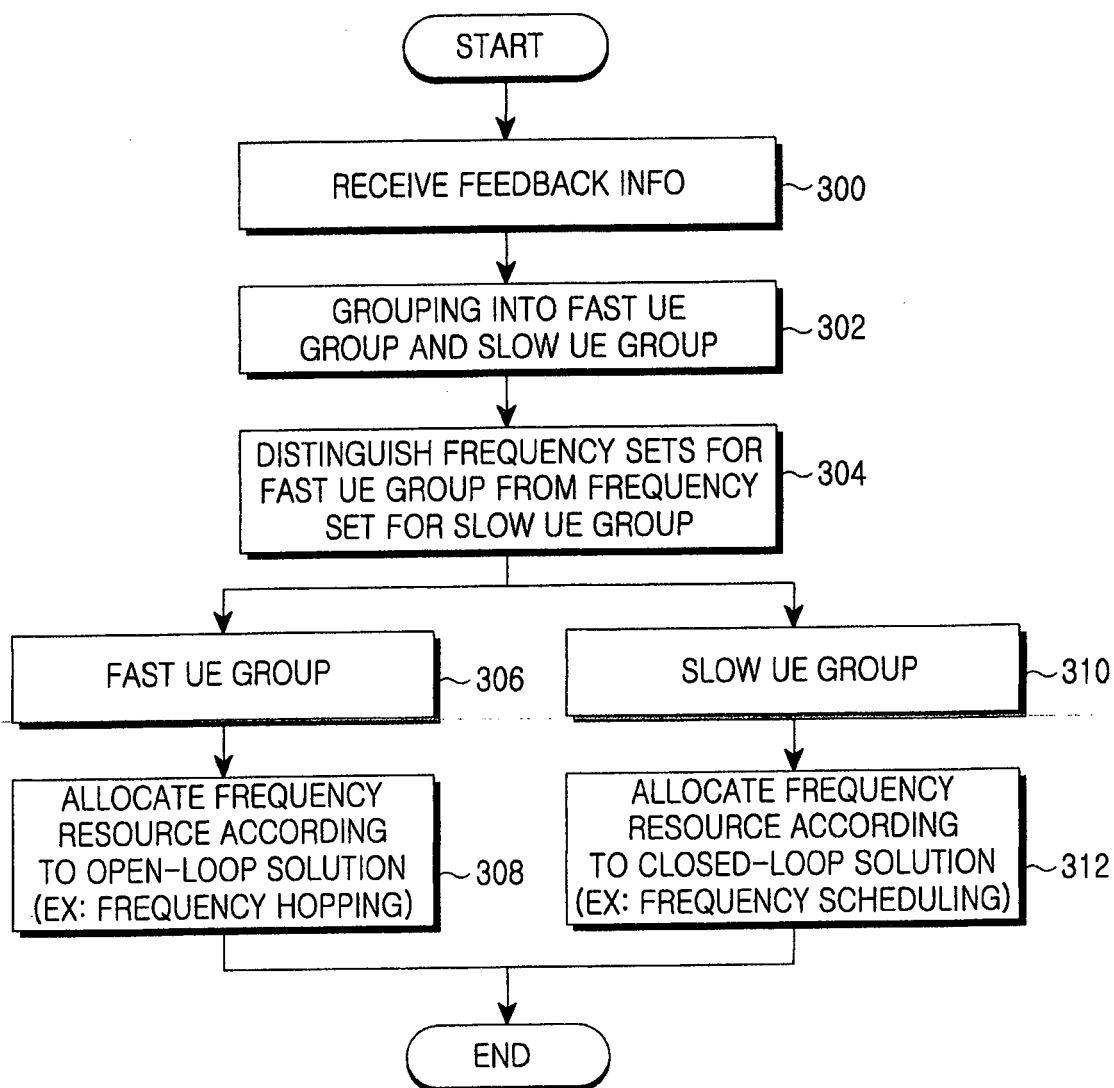 START
RECEIVE FEEDBACK INFO
300
GROUPING INTO FAST UE
GROUP AND SLOW UE GROUP
302
DISTINGUISH FREQUENCY SETS FOR
FAST UE GROUP FROM FREQUENCY
SET FOR SLOW UE GROUP
304
FAST UE GROUP
306
SLOW UE GROUP
310
ALLOCATE FREQUENCY
RESOURCE ACCORDING
TO OPEN-LOOP SOLUTION
(EX: FREQUENCY HOPPING)
308
ALLOCATE FREQUENCY
RESOURCE ACCORDING
TO CLOSED-LOOP SOLUTION
(EX: FREQUENCY SCHEDULING)
312
END